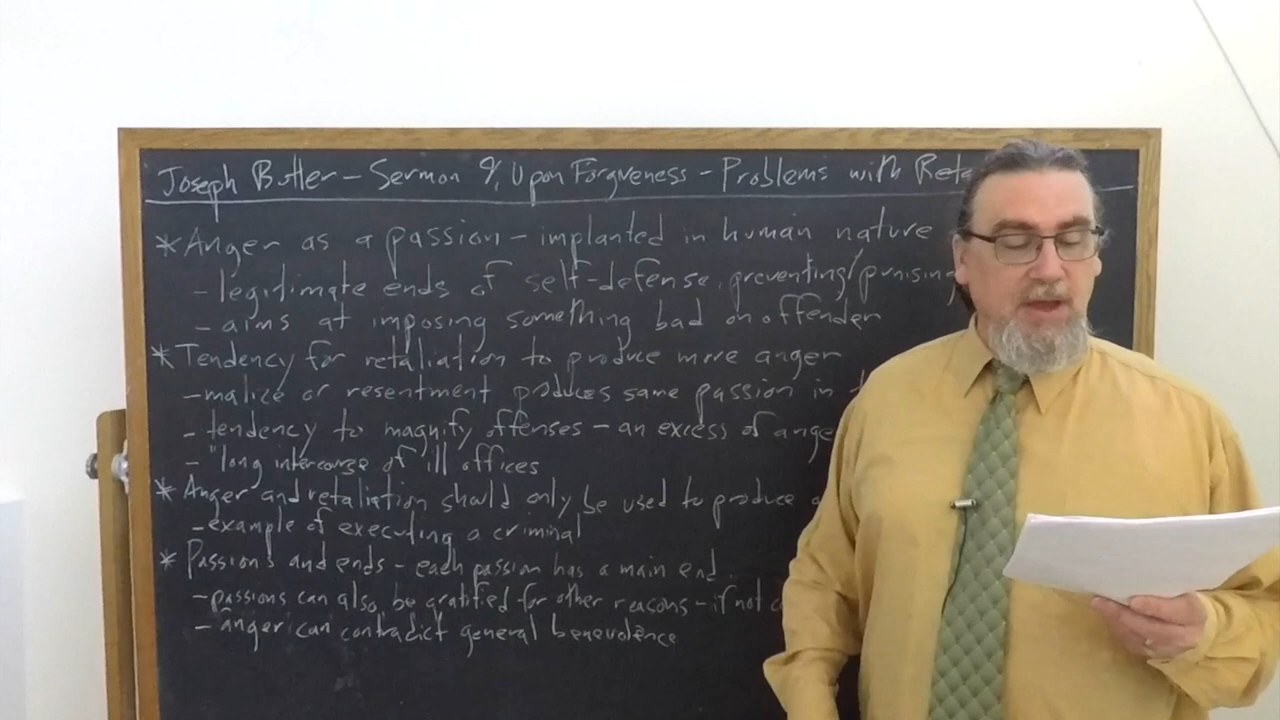 Joseph Butler - Sermon 9, Upon Forgiveness - Problems with Reta
* Anger as a passion - implanted in human nature
- legitimate ends of self-defense, preventing/punising
- aims at imposing something bad on offender
* Tendency for retaliation to produce more anger
- malice or resentment produces same passion in t
- tendency to magnify offenses - an excess of ange
- "long intercourse of ill offices
* Anger and retaliation should only be used to produce
- example of executing a criminal
* Passions and ends - each passion has a main end
- passions can also be gratified for other reasons - if not co
- anger can contradict general benevolence